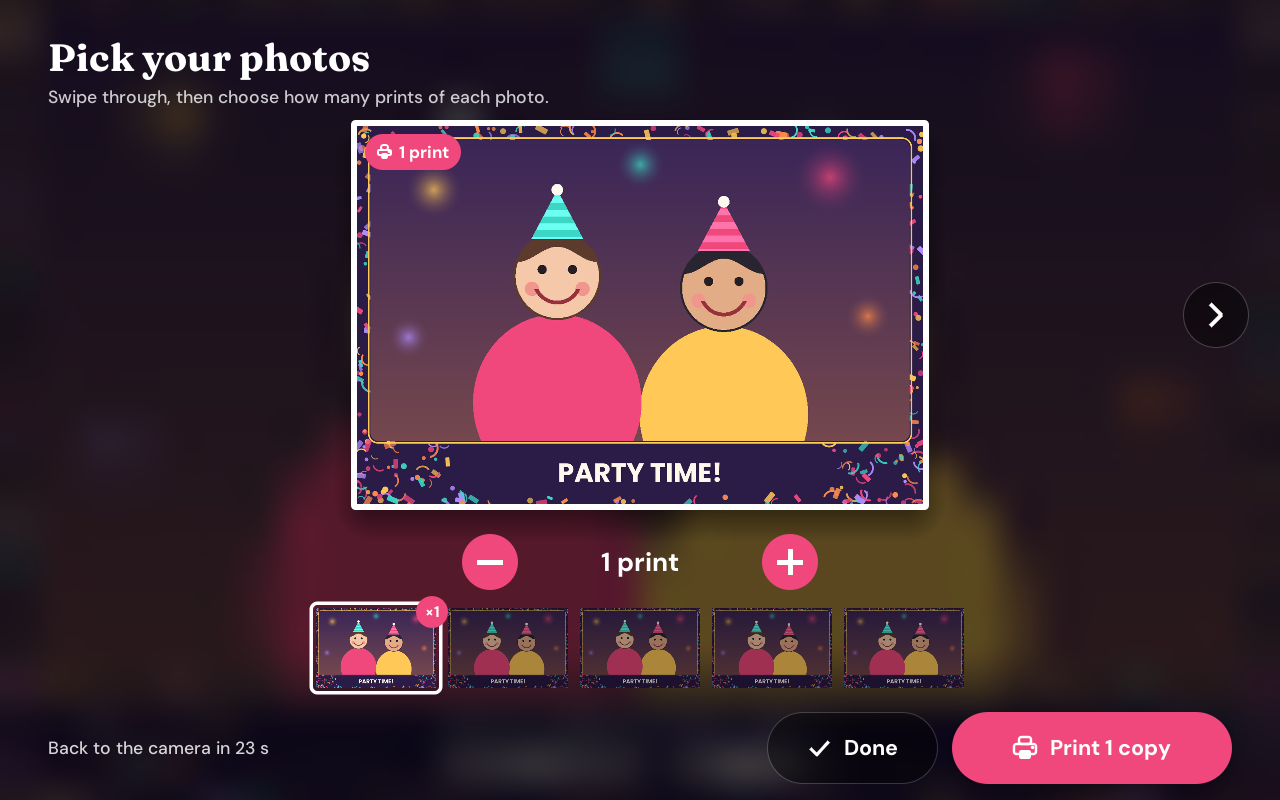 Pick your photos
Swipe through, then choose how many prints of each photo.
1 print
PARTY TIME!
1 print
×1
PARTY TIME!
PARTY TIME!
PARTY TIME!
PARTY TIME!
PARTY TIME!
Back to the camera in 23 s
Done
Print 1 copy